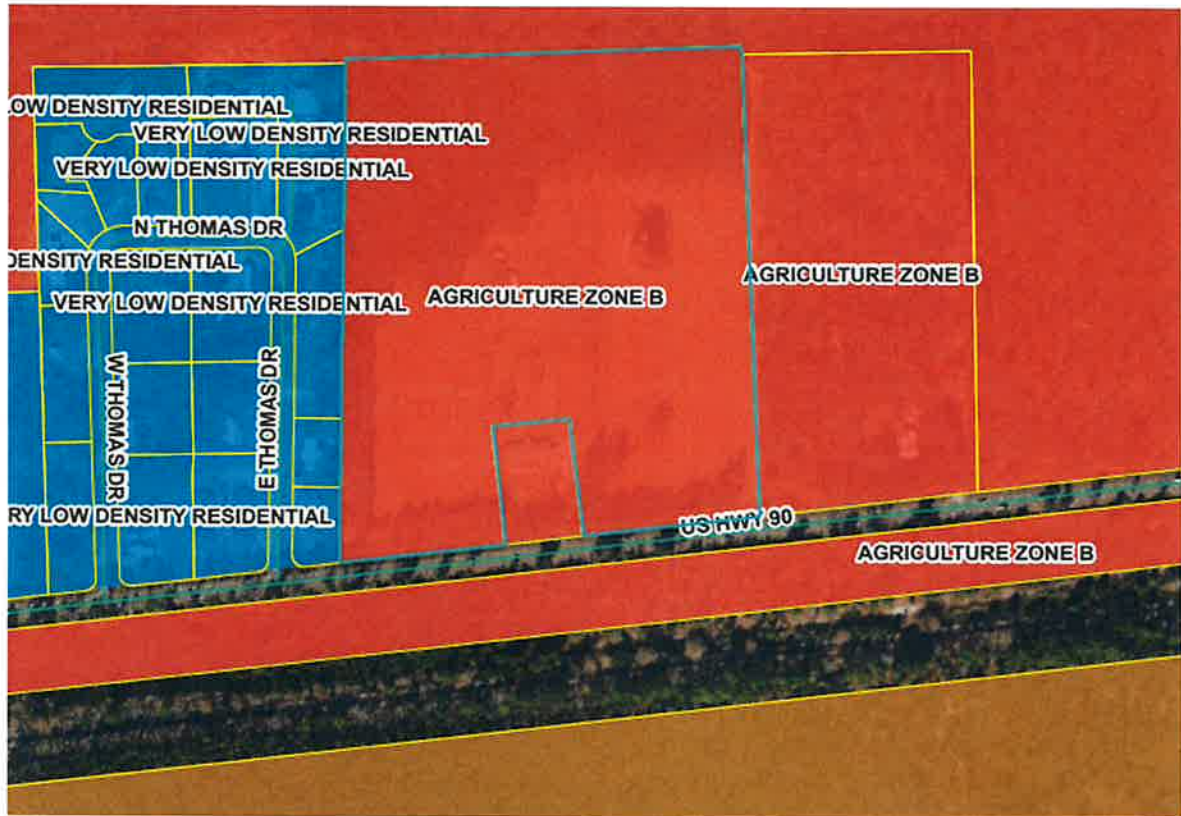 LOW DENSITY RESIDENTIAL
VERY LOW DENSITY RESIDENTIAL
VERY LOW DENSITY RESIDENTIAL
N THOMAS DR
DENSITY RESIDENTIAL
AGRICULTURE ZONE B
AGRICULTURE ZONE B
VERY LOW DENSITY RESIDENTIAL
W THOMAS DR
E THOMAS DR
RY LOW DENSITY RESIDENTIAL
US HWY 90
AGRICULTURE ZONE B